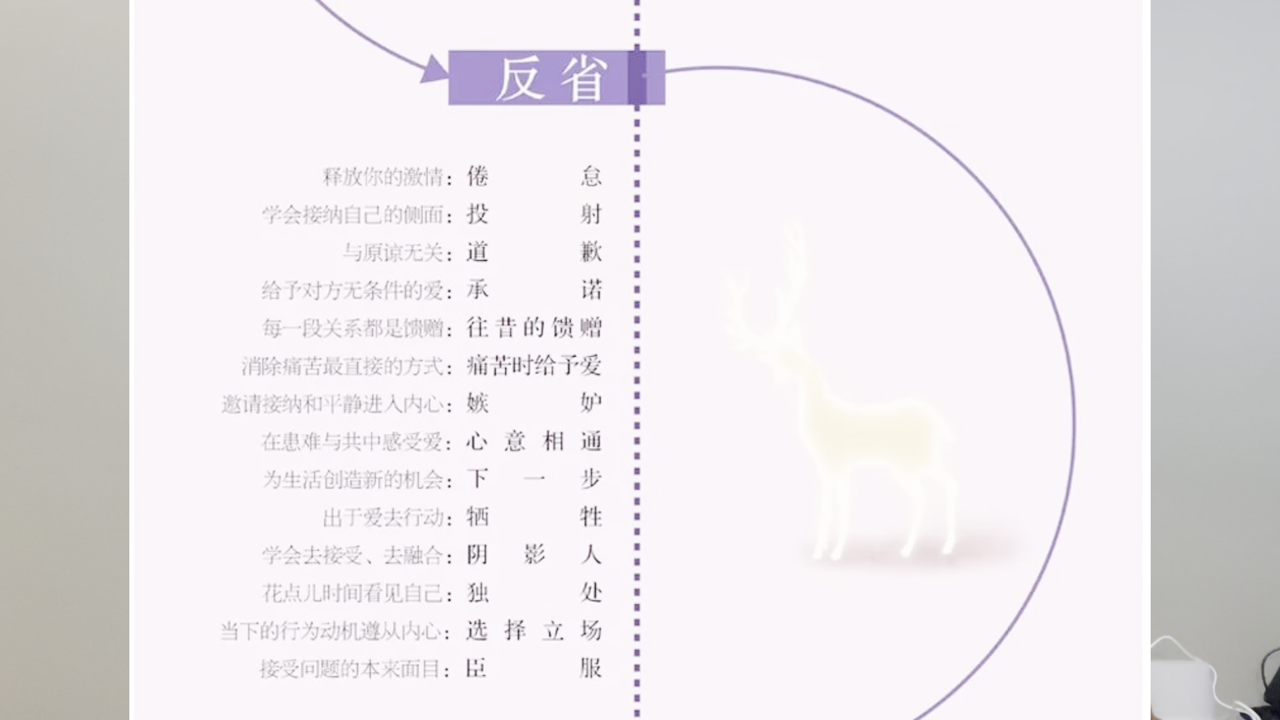 反省
释放你的激情：倦怠
学会接纳自己的侧面：投射
与原谅无关：道歉
给予对方无条件的爱：承诺
每一段关系都是馈赠：往昔的馈赠
消除痛苦最直接的方式：痛苦时给予爱
邀请接纳和平静进入内心：嫉妒
在患难与共中感受爱：心意相通
为生活创造新的机会：下一步
出于爱去行动：牺牲
学会去接受、去融合：阴影人
花点儿时间看见自己：独处
当下的行为动机遵从内心：选择立场
接受问题的本来面目：臣服